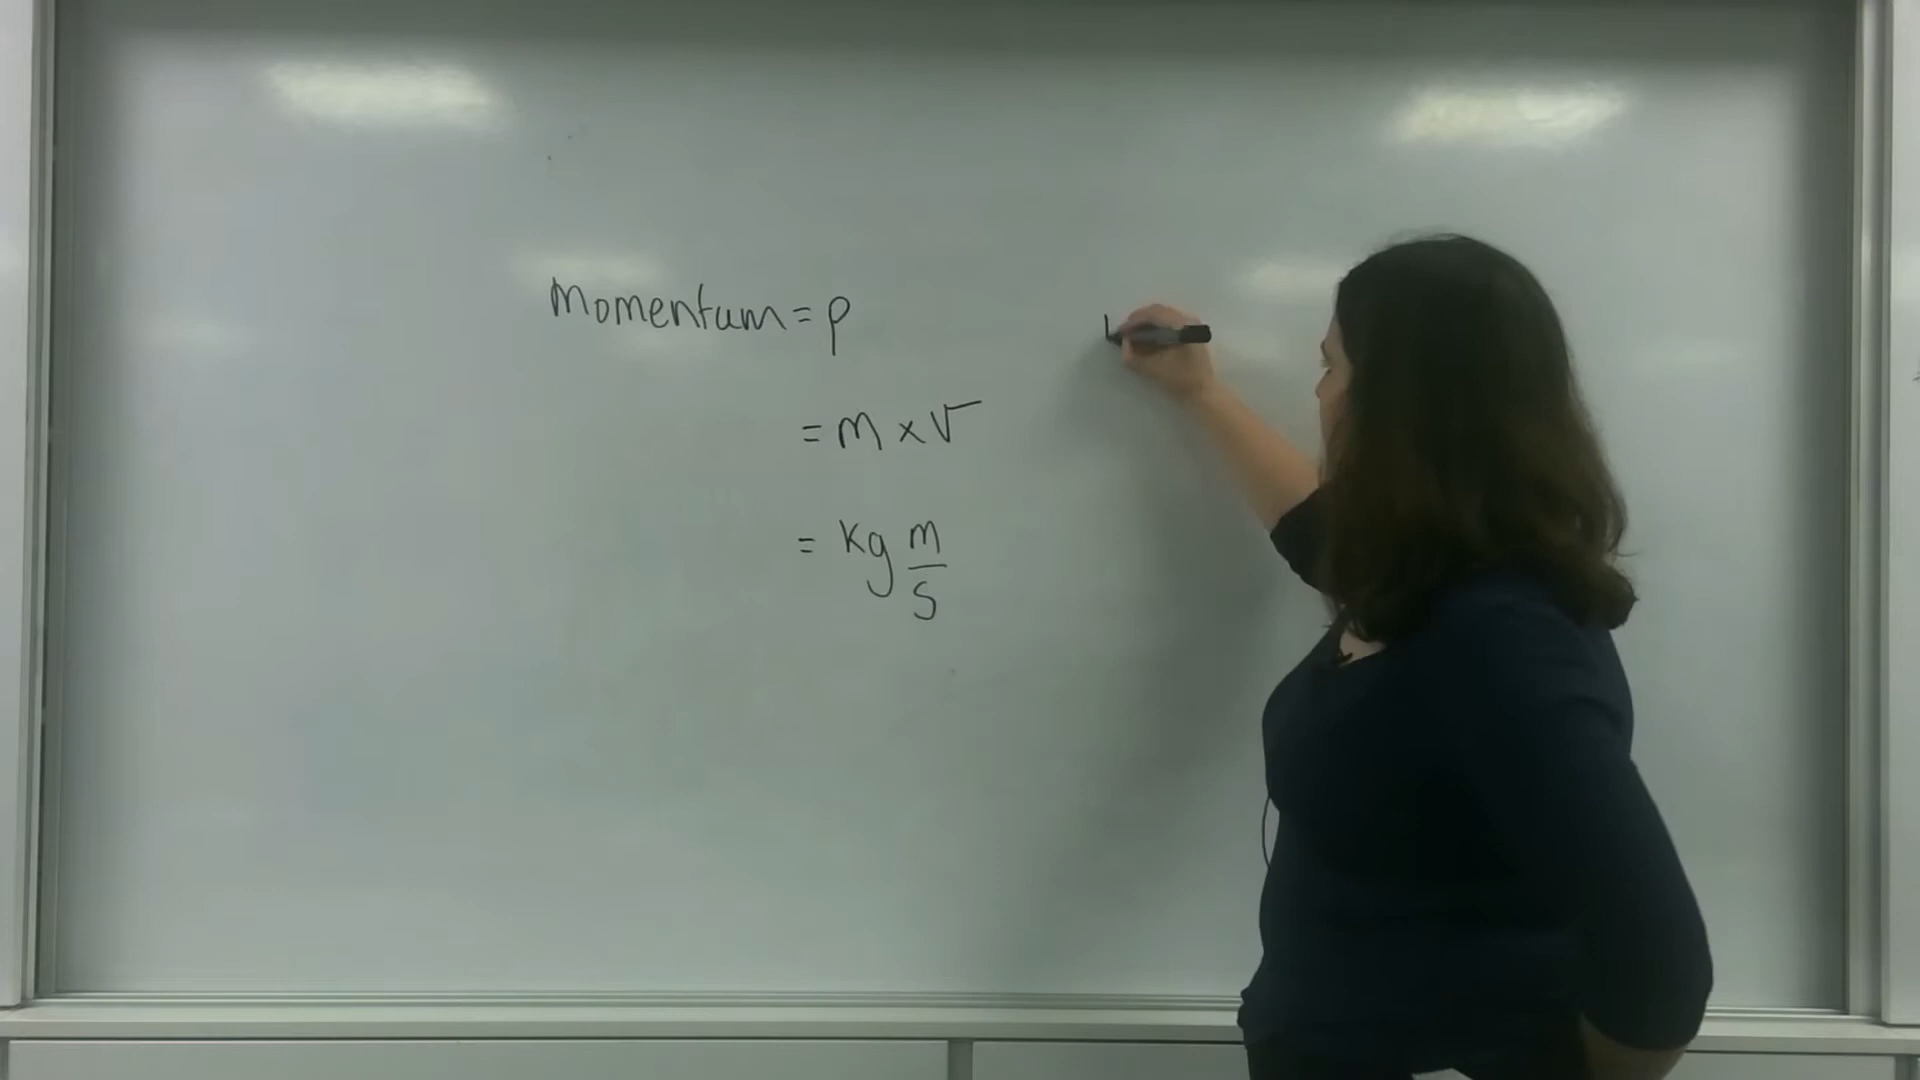 Momentum = p
= m x v
= kg m/s